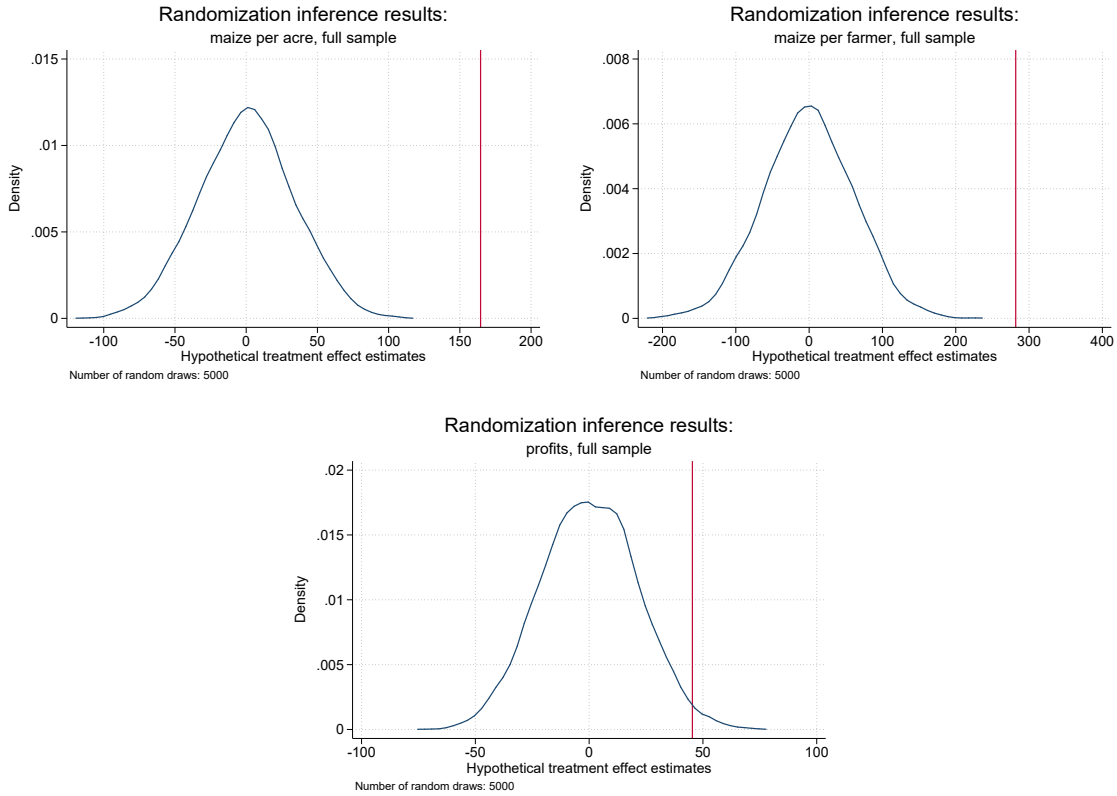 Randomization inference results:
maize per acre, full sample
.015
.01
.005
0
Density
-100 -50 0 50 100 150 200
Hypothetical treatment effect estimates
Number of random draws: 5000
Randomization inference results:
maize per farmer, full sample
.008
.006
.004
.002
0
Density
-200 -100 0 100 200 300 400
Hypothetical treatment effect estimates
Number of random draws: 5000
Randomization inference results:
profits, full sample
.02
.015
.01
.005
0
Density
-100 -50 0 50 100
Hypothetical treatment effect estimates
Number of random draws: 5000